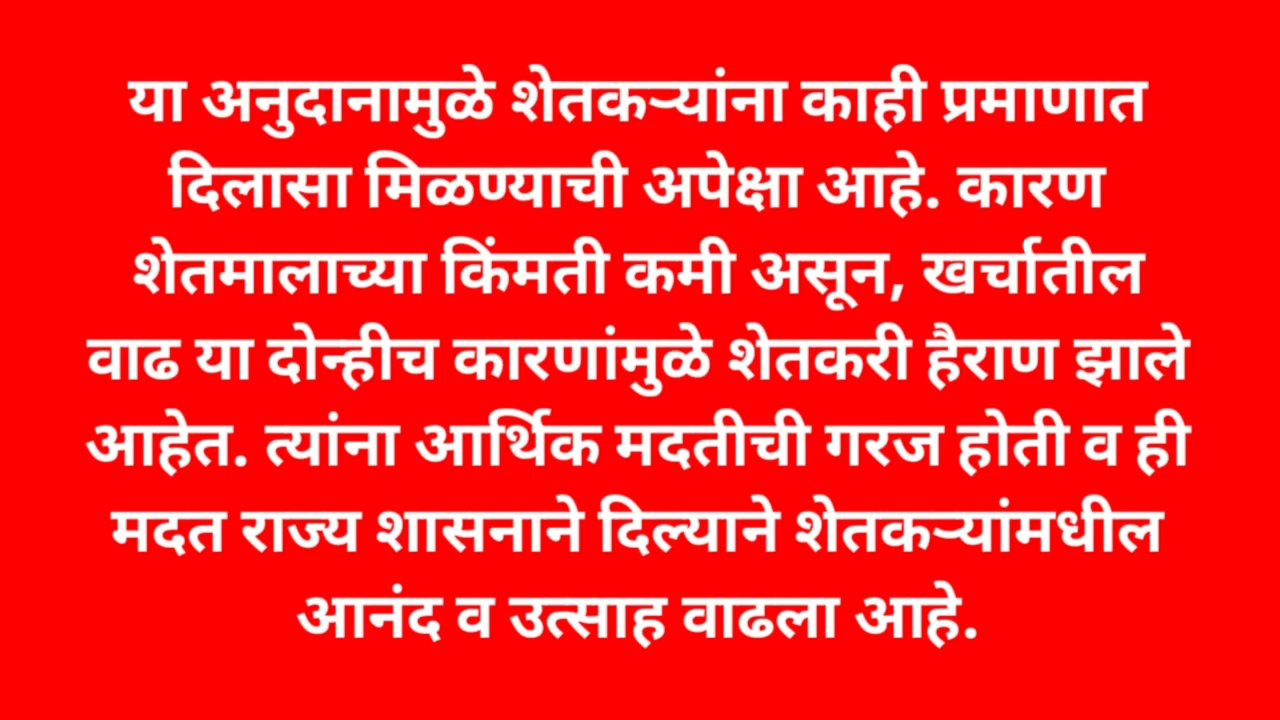 या अनुदानामुळे शेतकऱ्यांना काही प्रमाणात
दिलासा मिळण्याची अपेक्षा आहे. कारण
शेतमालाच्या किंमती कमी असून, खर्चातील
वाढ या दोन्हीच कारणांमुळे शेतकरी हैराण झाले
आहेत. त्यांना आर्थिक मदतीची गरज होती व ही
मदत राज्य शासनाने दिल्याने शेतकऱ्यांमधील
आनंद व उत्साह वाढला आहे.